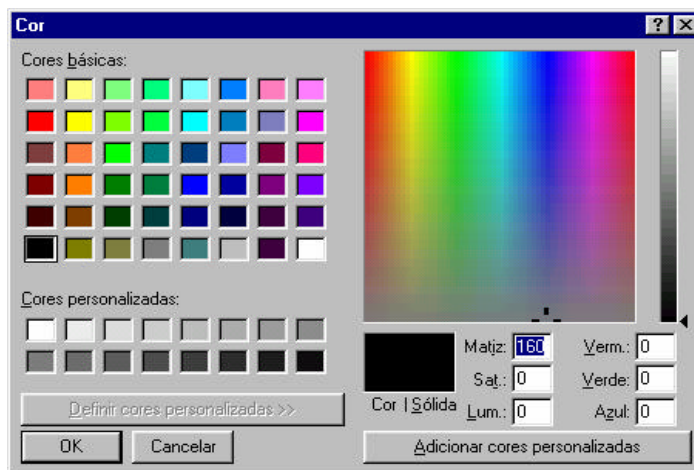 Cor
Cores básicas:
Cores personalizadas:
Definir cores personalizadas >>
OK Cancelar
Matiz: 160 Verm.: 0
Sat.: 0 Verde: 0
Cor | Sólida Lum.: 0 Azul: 0
Adicionar cores personalizadas